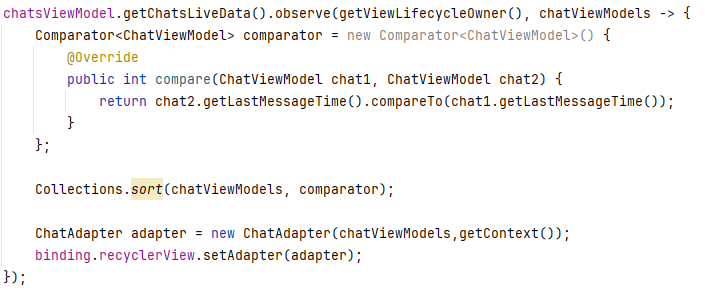 chatsViewModel.getChatsLiveData().observe(getViewLifecycleOwner(), chatViewModels -> {
    Comparator<ChatViewModel> comparator = new Comparator<ChatViewModel>() {
        @Override
        public int compare(ChatViewModel chat1, ChatViewModel chat2) {
            return chat2.getLastMessageTime().compareTo(chat1.getLastMessageTime());
        }
    };

    Collections.sort(chatViewModels, comparator);

    ChatAdapter adapter = new ChatAdapter(chatViewModels,getContext());
    binding.recyclerView.setAdapter(adapter);
});